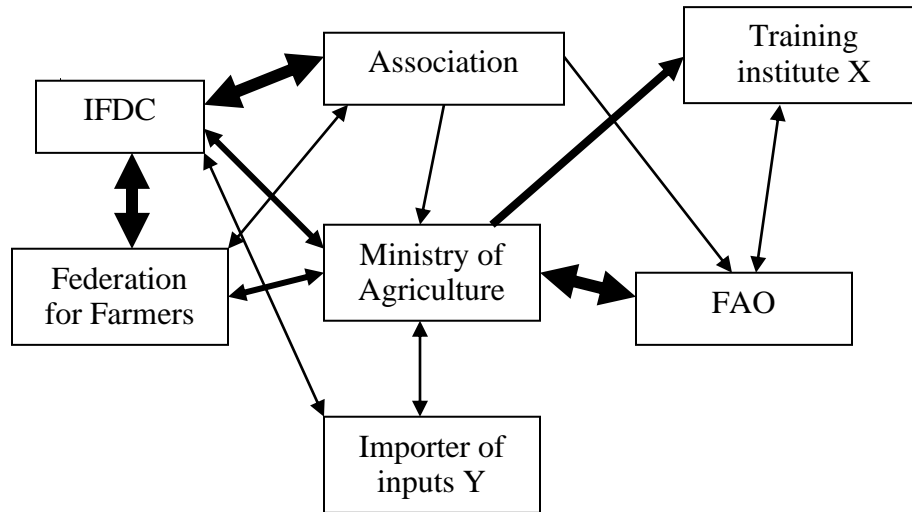 Association
Training
institute X
IFDC
Federation
for Farmers
Ministry of
Agriculture
FAO
Importer of
inputs Y